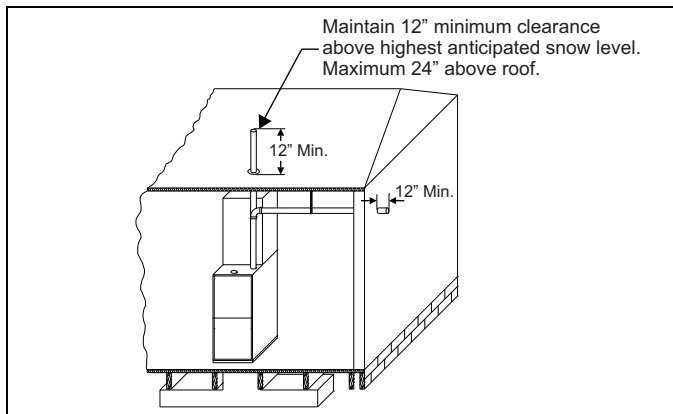 Maintain 12” minimum clearance
above highest anticipated snow level.
Maximum 24” above roof.
12” Min.
12” Min.